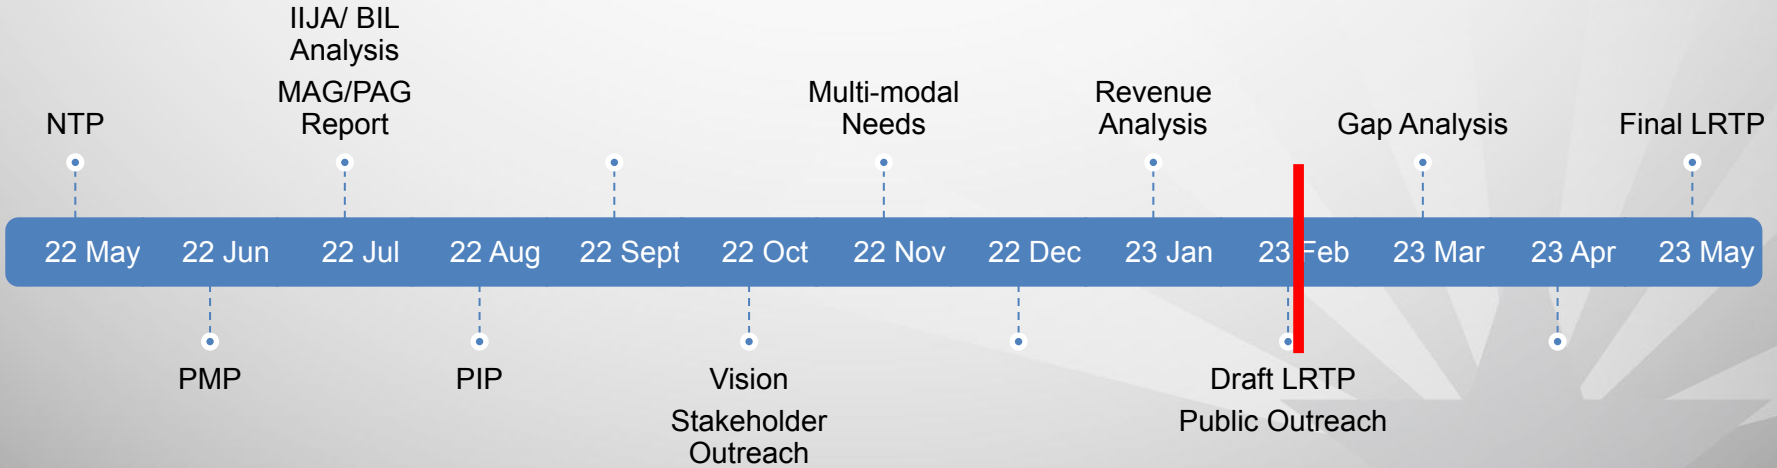 IIJA/ BIL
Analysis
MAG/PAG
Report
NTP
Multi-modal
Needs
Revenue
Analysis
Gap Analysis
Final LRTP
22 May
22 Jun
22 Jul
22 Aug
22 Sept
22 Oct
22 Nov
22 Dec
23 Jan
23 Feb
23 Mar
23 Apr
23 May
PMP
PIP
Vision
Stakeholder
Outreach
Draft LRTP
Public Outreach